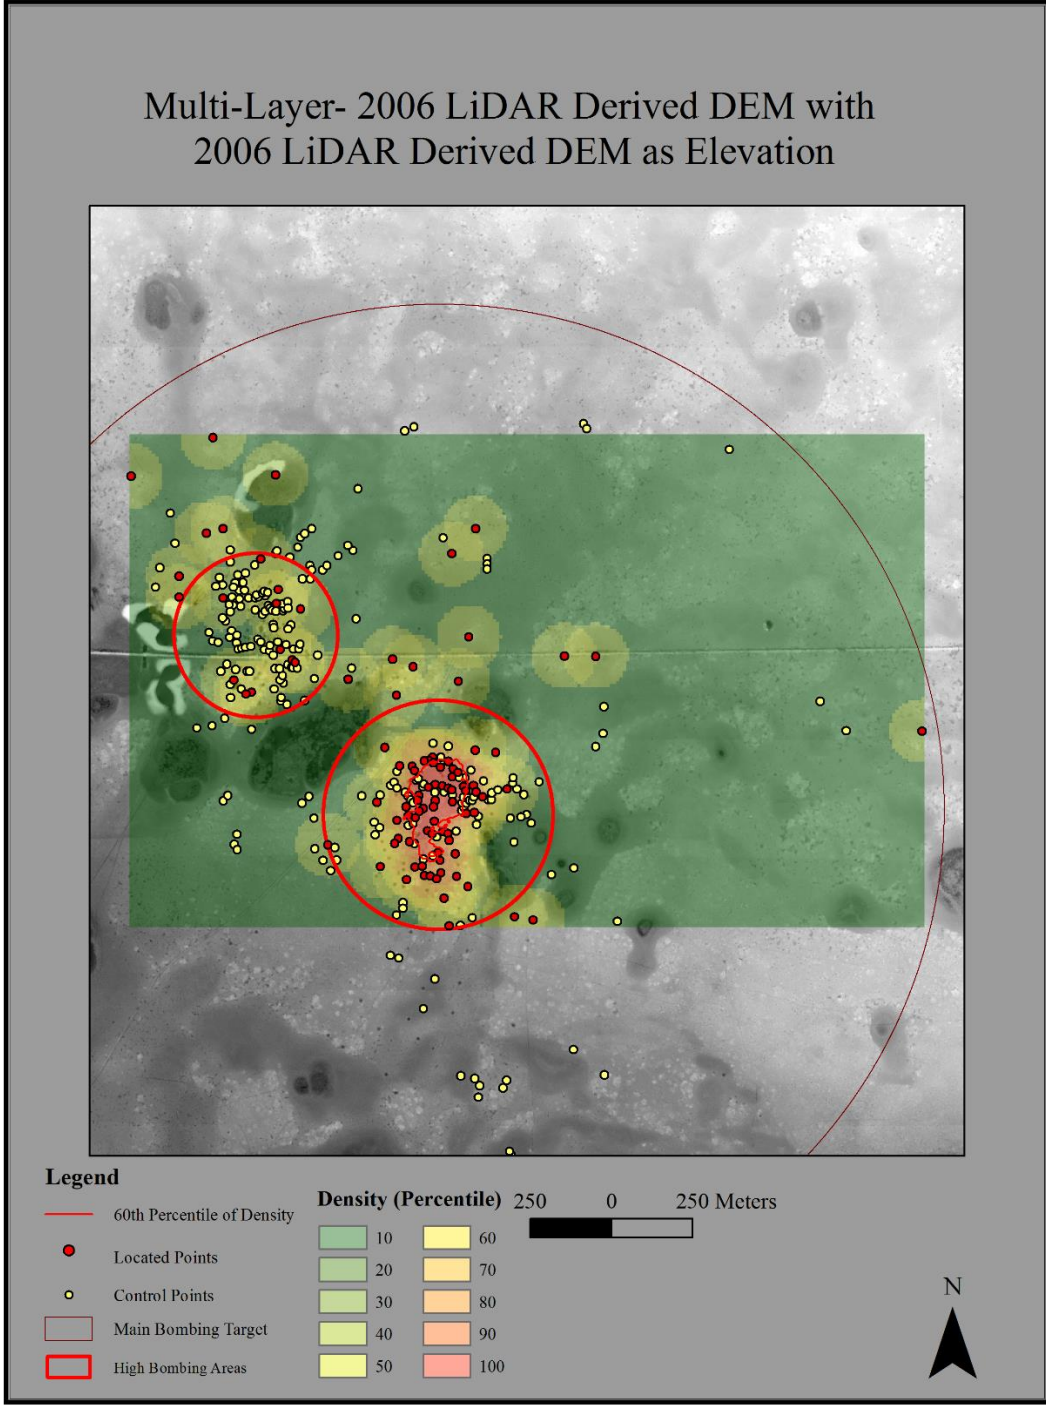 Multi-Layer- 2006 LiDAR Derived DEM with
2006 LiDAR Derived DEM as Elevation
Legend
60th Percentile of Density
Located Points
Control Points
Main Bombing Target
High Bombing Areas
Density (Percentile)
10
20
30
40
50
60
70
80
90
100
250 0 250 Meters
N